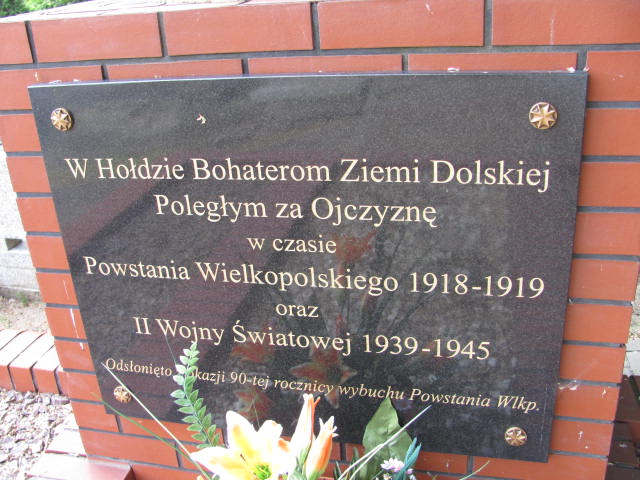 W Hołdzie Bohaterom Ziemi Dolskiej
Poległym za Ojczyznę
w czasie
Powstania Wielkopolskiego 1918-1919
oraz
II Wojny Światowej 1939-1945
Odsłonięto okazji 90-tej rocznicy wybuchu Powstania Wlkp.